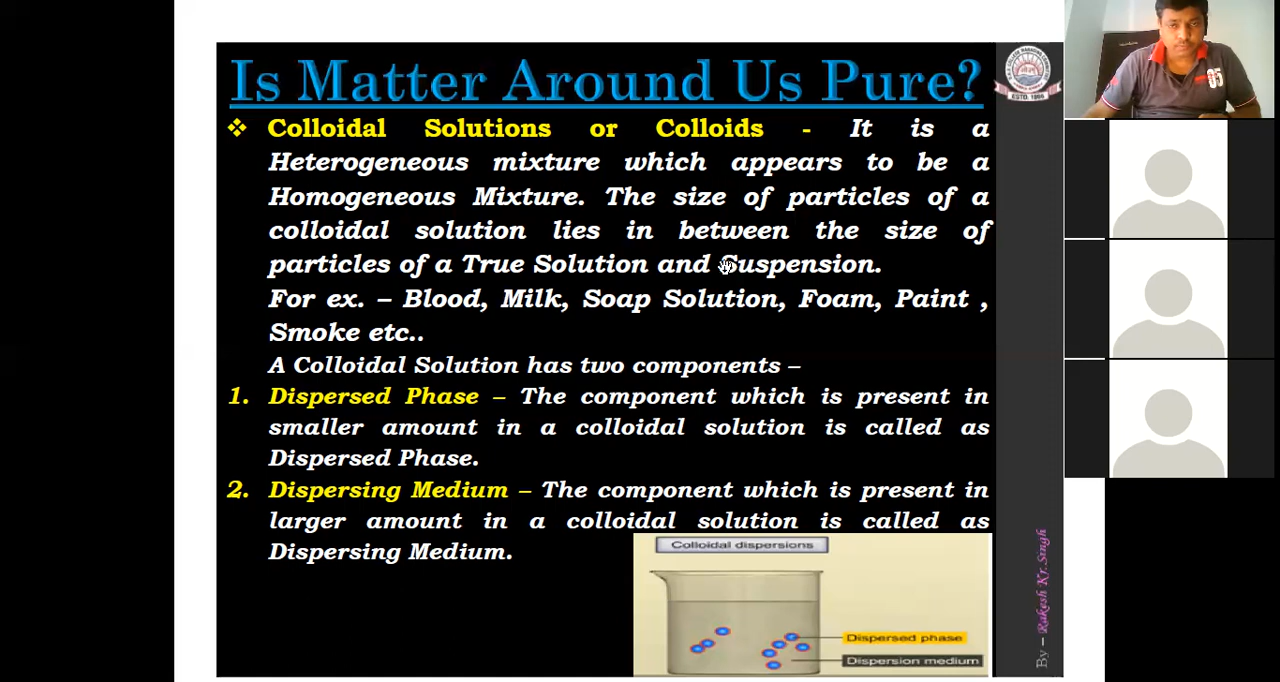 Is Matter Around Us Pure?
❖ Colloidal Solutions or Colloids - It is a
Heterogeneous mixture which appears to be a
Homogeneous Mixture. The size of particles of a
colloidal solution lies in between the size of
particles of a True Solution and Suspension.
For ex. – Blood, Milk, Soap Solution, Foam, Paint ,
Smoke etc..
A Colloidal Solution has two components –
1. Dispersed Phase – The component which is present in
smaller amount in a colloidal solution is called as
Dispersed Phase.
2. Dispersing Medium – The component which is present in
larger amount in a colloidal solution is called as
Dispersing Medium.
Colloidal dispersions
Dispersed phase
Dispersion medium
By – Rakesh Kr. Singh
ESTD. 1886
05